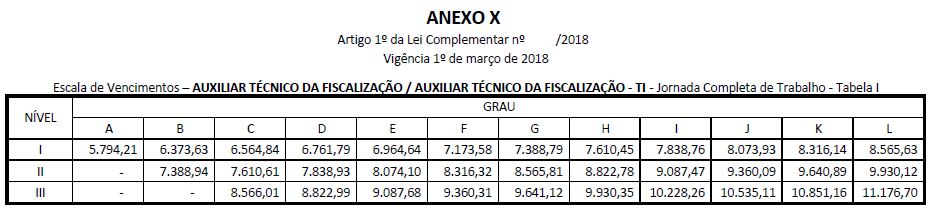 ANEXO X
Artigo 1º da Lei Complementar nº /2018
Vigência 1º de março de 2018
Escala de Vencimentos – AUXILIAR TÉCNICO DA FISCALIZAÇÃO / AUXILIAR TÉCNICO DA FISCALIZAÇÃO - TI - Jornada Completa de Trabalho - Tabela I
NÍVEL GRAU
A B C D E F G H I J K L
I 5.794,21 6.373,63 6.564,84 6.761,79 6.964,64 7.173,58 7.388,79 7.610,45 7.838,76 8.073,93 8.316,14 8.565,63
II - 7.388,94 7.610,61 7.838,93 8.074,10 8.316,32 8.565,81 8.822,78 9.087,47 9.360,09 9.640,89 9.930,12
III - - 8.566,01 8.822,99 9.087,68 9.360,31 9.641,12 9.930,35 10.228,26 10.535,11 10.851,16 11.176,70